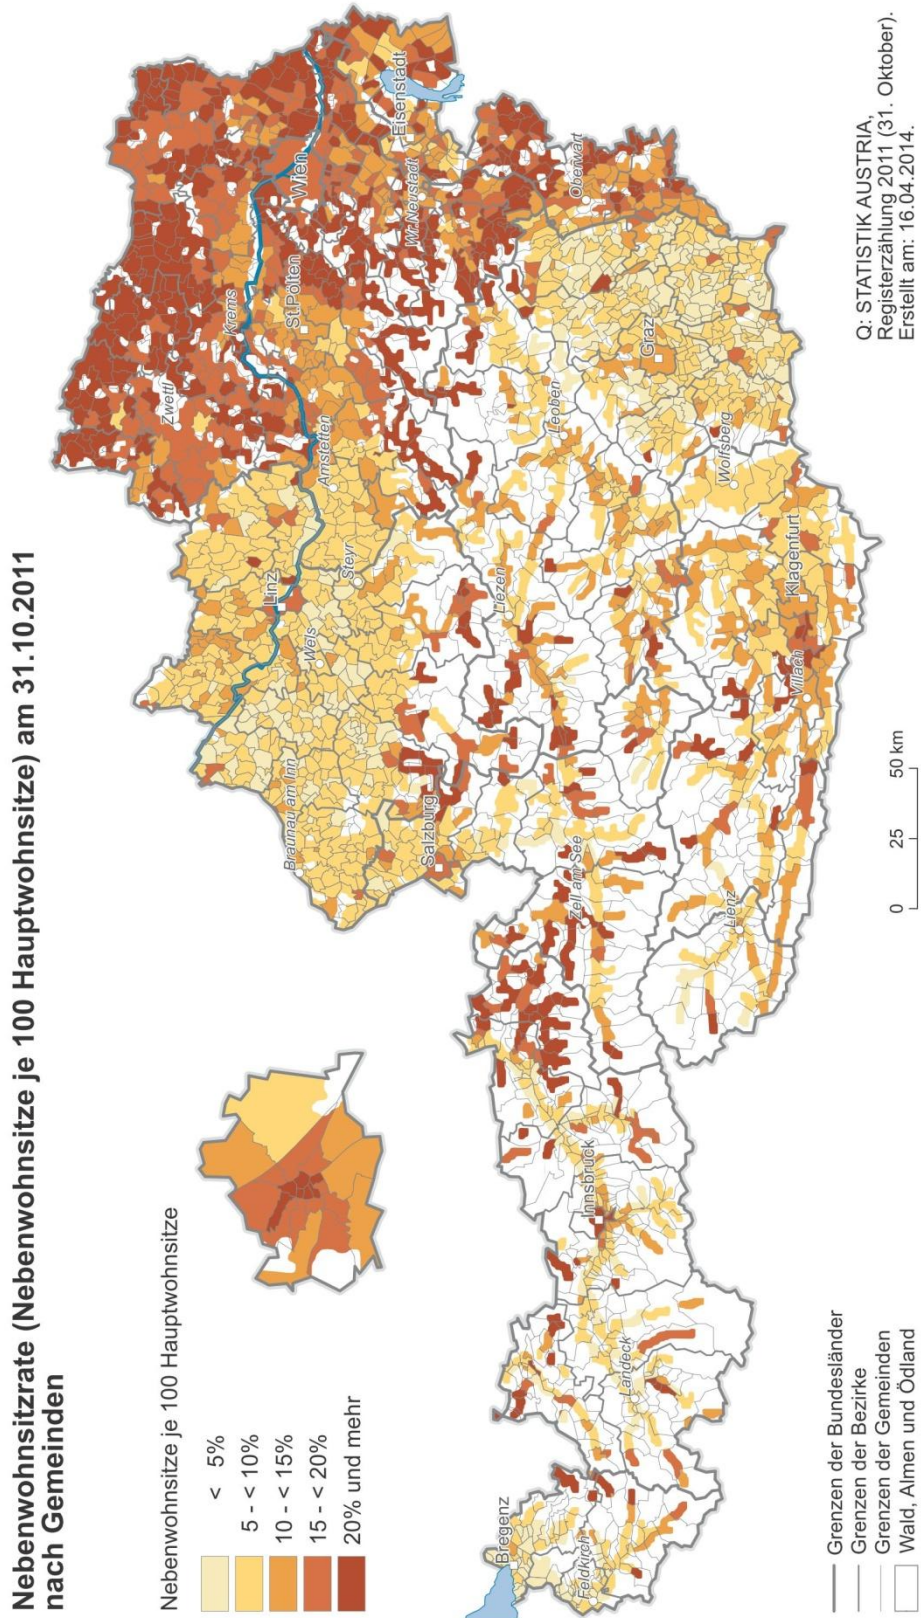 Nebenwohnsitzrate (Nebenwohnsitze je 100 Hauptwohnsitze) am 31.10.2011
nach Gemeinden
Nebenwohnsitze je 100 Hauptwohnsitze
< 5%
5 - < 10%
10 - < 15%
15 - < 20%
20% und mehr
Zwettl
Krems
Linz
Wien
St.Pölten
Amstetten
Braunau am Inn
Wels
Steyr
Eisenstadt
Wr.Neustadt
Salzburg
Liezen
Leoben
Oberwart
Bregenz
Feldkirch
Landeck
Innsbruck
Zell am See
Graz
Lienz
Wolfsberg
Villach
Klagenfurt
Grenzen der Bundesländer
Grenzen der Bezirke
Grenzen der Gemeinden
Wald, Almen und Ödland
0 25 50 km
Q: STATISTIK AUSTRIA,
Registerzählung 2011 (31. Oktober).
Erstellt am: 16.04.2014.